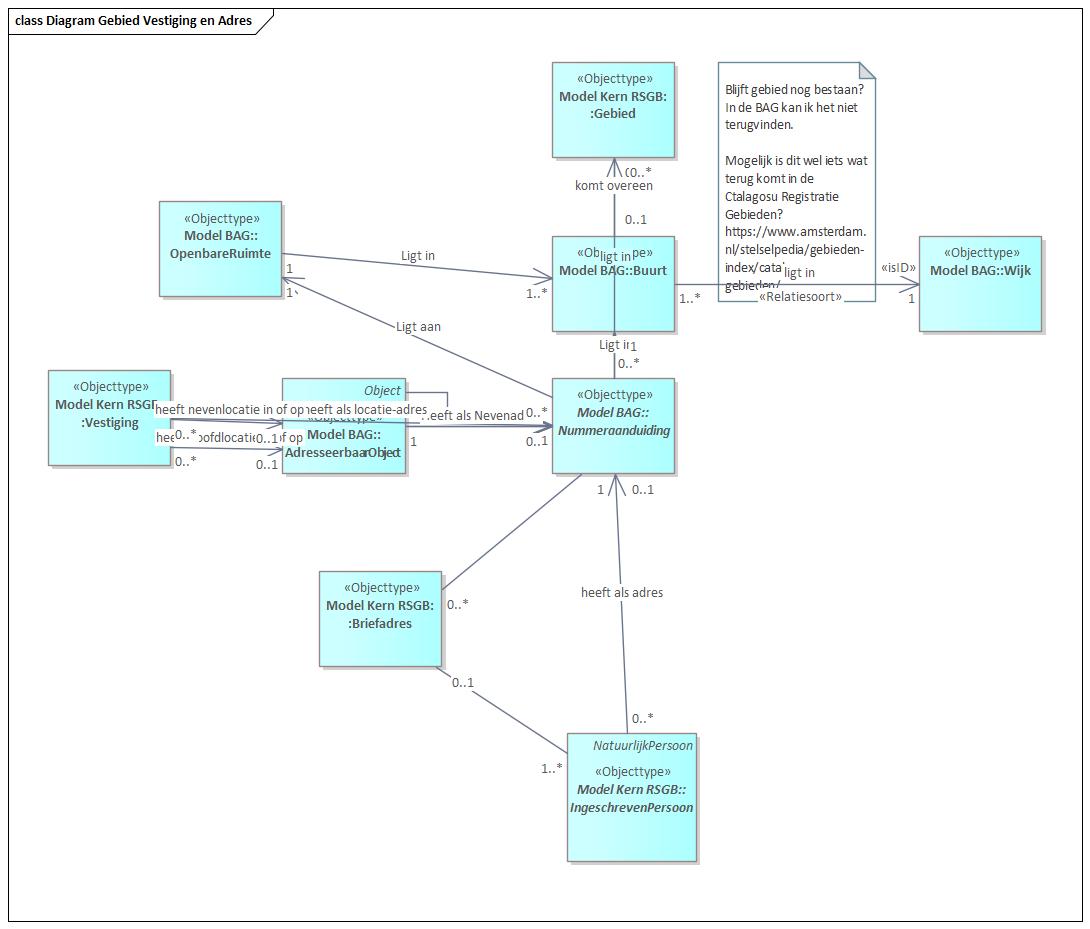 class Diagram Gebied Vestiging en Adres
«Objecttype»
Model Kern RSGB:
:Gebied
Blijft gebied nog bestaan?
In de BAG kan ik het niet
terugvinden.
Mogelijk is dit wel iets wat
terug komt in de
Ctalagosu Registratie
Gebieden?
https://www.amsterdam.
nl/stelselpedia/gebieden-
index/cata
gebieden/
0..*
komt overeen
0..1
«Objecttype»
Model BAG::
OpenbareRuimte
1
1
Ligt in
1..*
ligt in
Model BAG::Buurt
1..*
ligt in
«Relatiesoort»
«isID»
1
«Objecttype»
Model BAG::Wijk
Ligt aan
1
0..*
«Objecttype»
Model Kern RSGB
:Vestiging
heeft nevenlocatie in of op
heeft als locatie-adres
0..*
0..1
of op
0..*
0..1
Object
«Objecttype»
Model BAG::
AdresseerbaarObject
heeft als Nevenad
1
0..*
0..1
«Objecttype»
Model BAG::
Nummeraanduiding
1
0..1
«Objecttype»
Model Kern RSGB:
:Briefadres
0..*
heeft als adres
0..1
1..*
0..*
NatuurlijkPersoon
«Objecttype»
Model Kern RSGB::
IngeschrevenPersoon